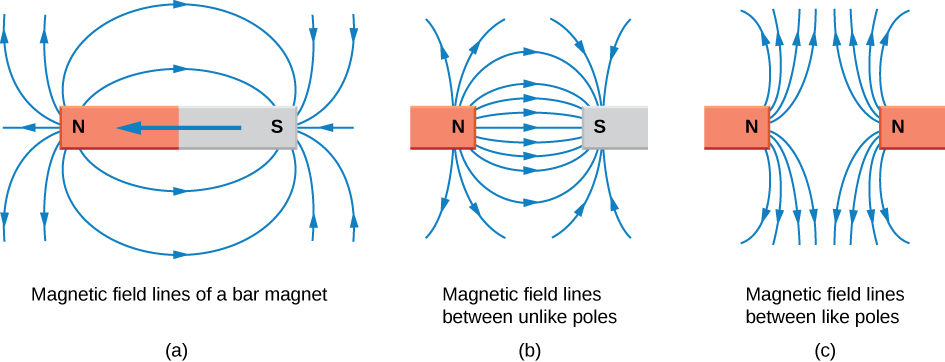 N S
N S
N N
Magnetic field lines of a bar magnet
(a)
Magnetic field lines
between unlike poles
(b)
Magnetic field lines
between like poles
(c)